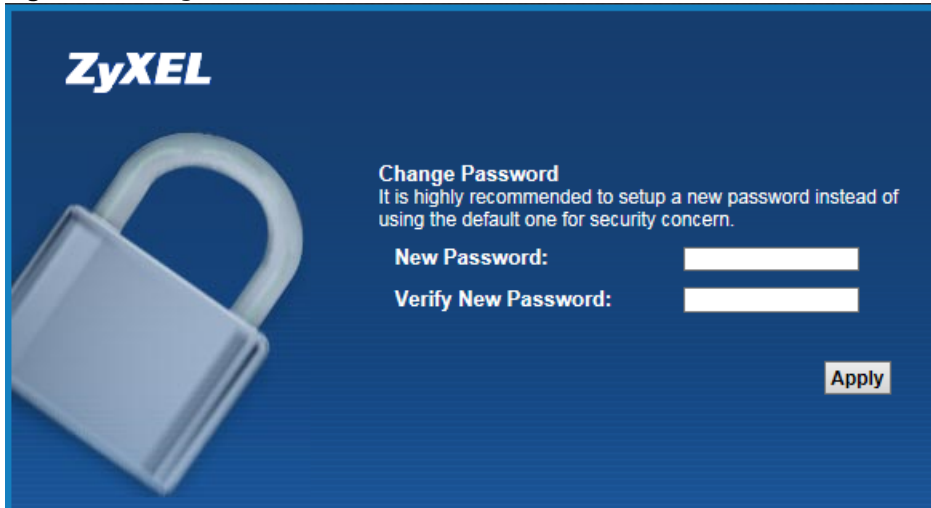 ZyXEL
Change Password
It is highly recommended to setup a new password instead of
using the default one for security concern.
New Password:
Verify New Password:
Apply